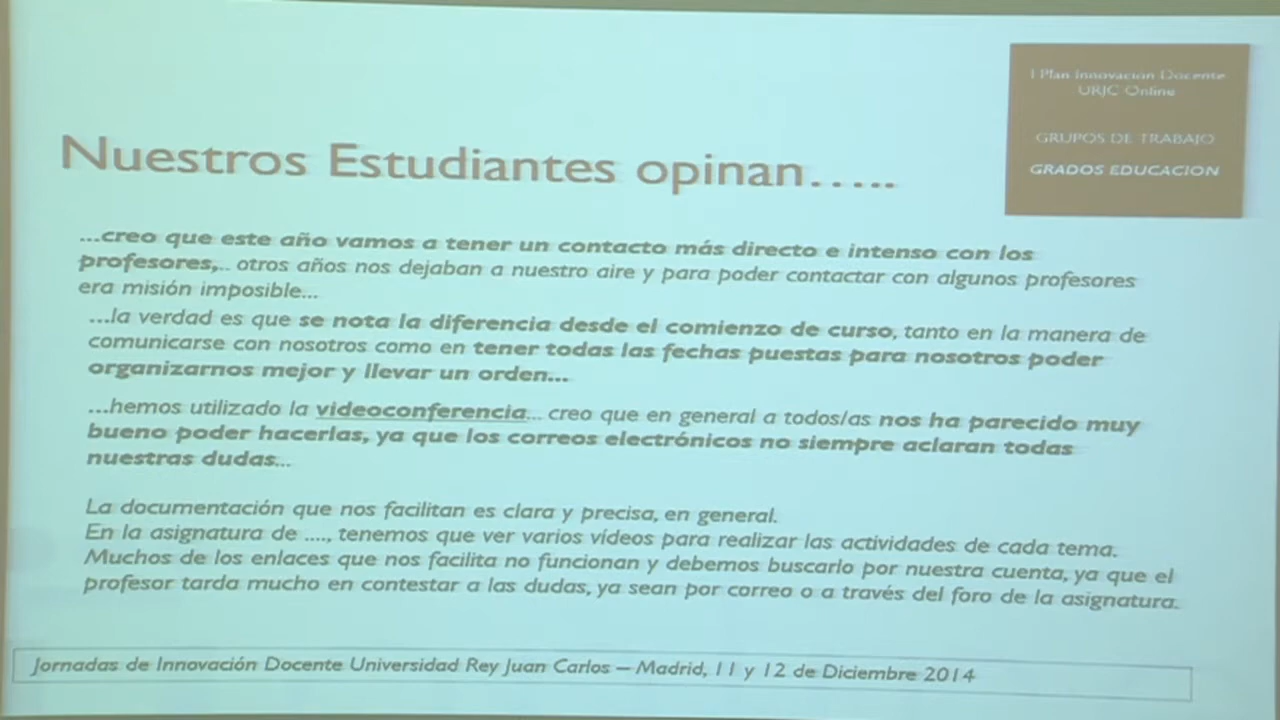 I Plan Innovación Docente
URJC Online
GRUPOS DE TRABAJO
GRADOS EDUCACION
Nuestros Estudiantes opinan.....
...creo que este año vamos a tener un contacto más directo e intenso con los
profesores,.. otros años nos dejaban a nuestro aire y para poder contactar con algunos profesores
era misión imposible...
...la verdad es que se nota la diferencia desde el comienzo de curso, tanto en la manera de
comunicarse con nosotros como en tener todas las fechas puestas para nosotros poder
organizarnos mejor y llevar un orden...
...hemos utilizado la videoconferencia... creo que en general a todos/as nos ha parecido muy
bueno poder hacerlas, ya que los correos electrónicos no siempre aclaran todas
nuestras dudas...
La documentación que nos facilitan es clara y precisa, en general.
En la asignatura de ...., tenemos que ver varios vídeos para realizar las actividades de cada tema.
Muchos de los enlaces que nos facilita no funcionan y debemos buscarlo por nuestra cuenta, ya que el
profesor tarda mucho en contestar a las dudas, ya sean por correo o a través del foro de la asignatura.
Jornadas de Innovación Docente Universidad Rey Juan Carlos – Madrid, 11 y 12 de Diciembre 2014